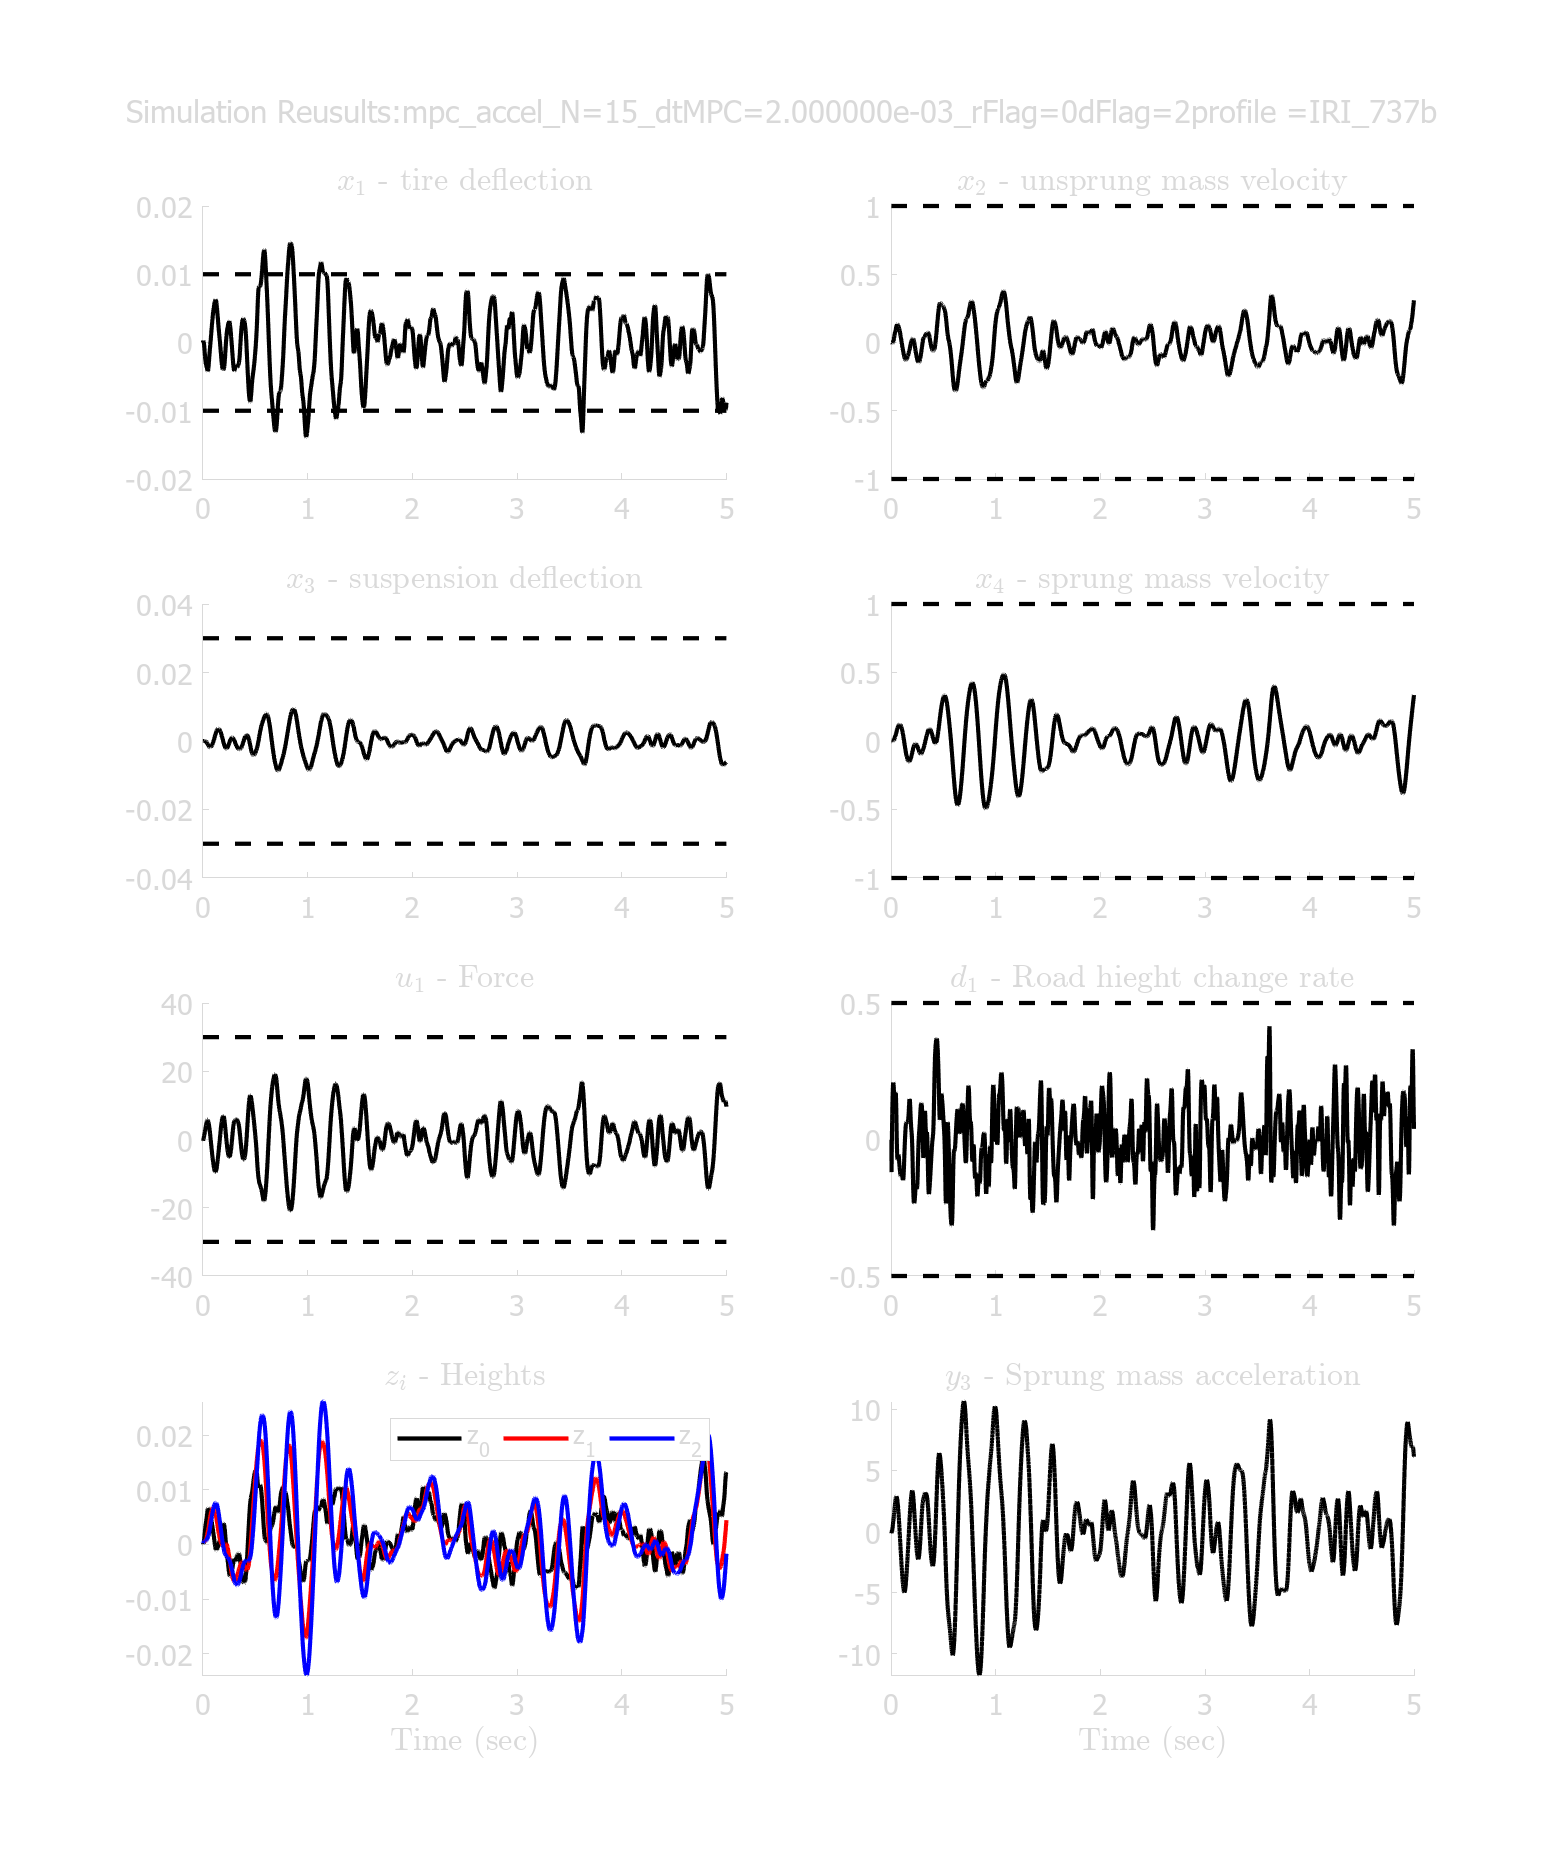 Simulation Reusults:mpc_accel_N=15_dtMPC=2.000000e-03_rFlag=0dFlag=2profile =IRI_737b
x1 - tire deflection
0.02
0.01
0
-0.01
-0.02
0 1 2 3 4 5
x2 - unsprung mass velocity
1
0.5
0
-0.5
-1
0 1 2 3 4 5
x3 - suspension deflection
0.04
0.02
0
-0.02
-0.04
0 1 2 3 4 5
x4 - sprung mass velocity
1
0.5
0
-0.5
-1
0 1 2 3 4 5
u1 - Force
40
20
0
-20
-40
0 1 2 3 4 5
d1 - Road hieght change rate
0.5
0
-0.5
0 1 2 3 4 5
zi - Heights
z0 z1 z2
0.02
0.01
0
-0.01
-0.02
0 1 2 3 4 5
Time (sec)
y3 - Sprung mass acceleration
10
5
0
-5
-10
0 1 2 3 4 5
Time (sec)